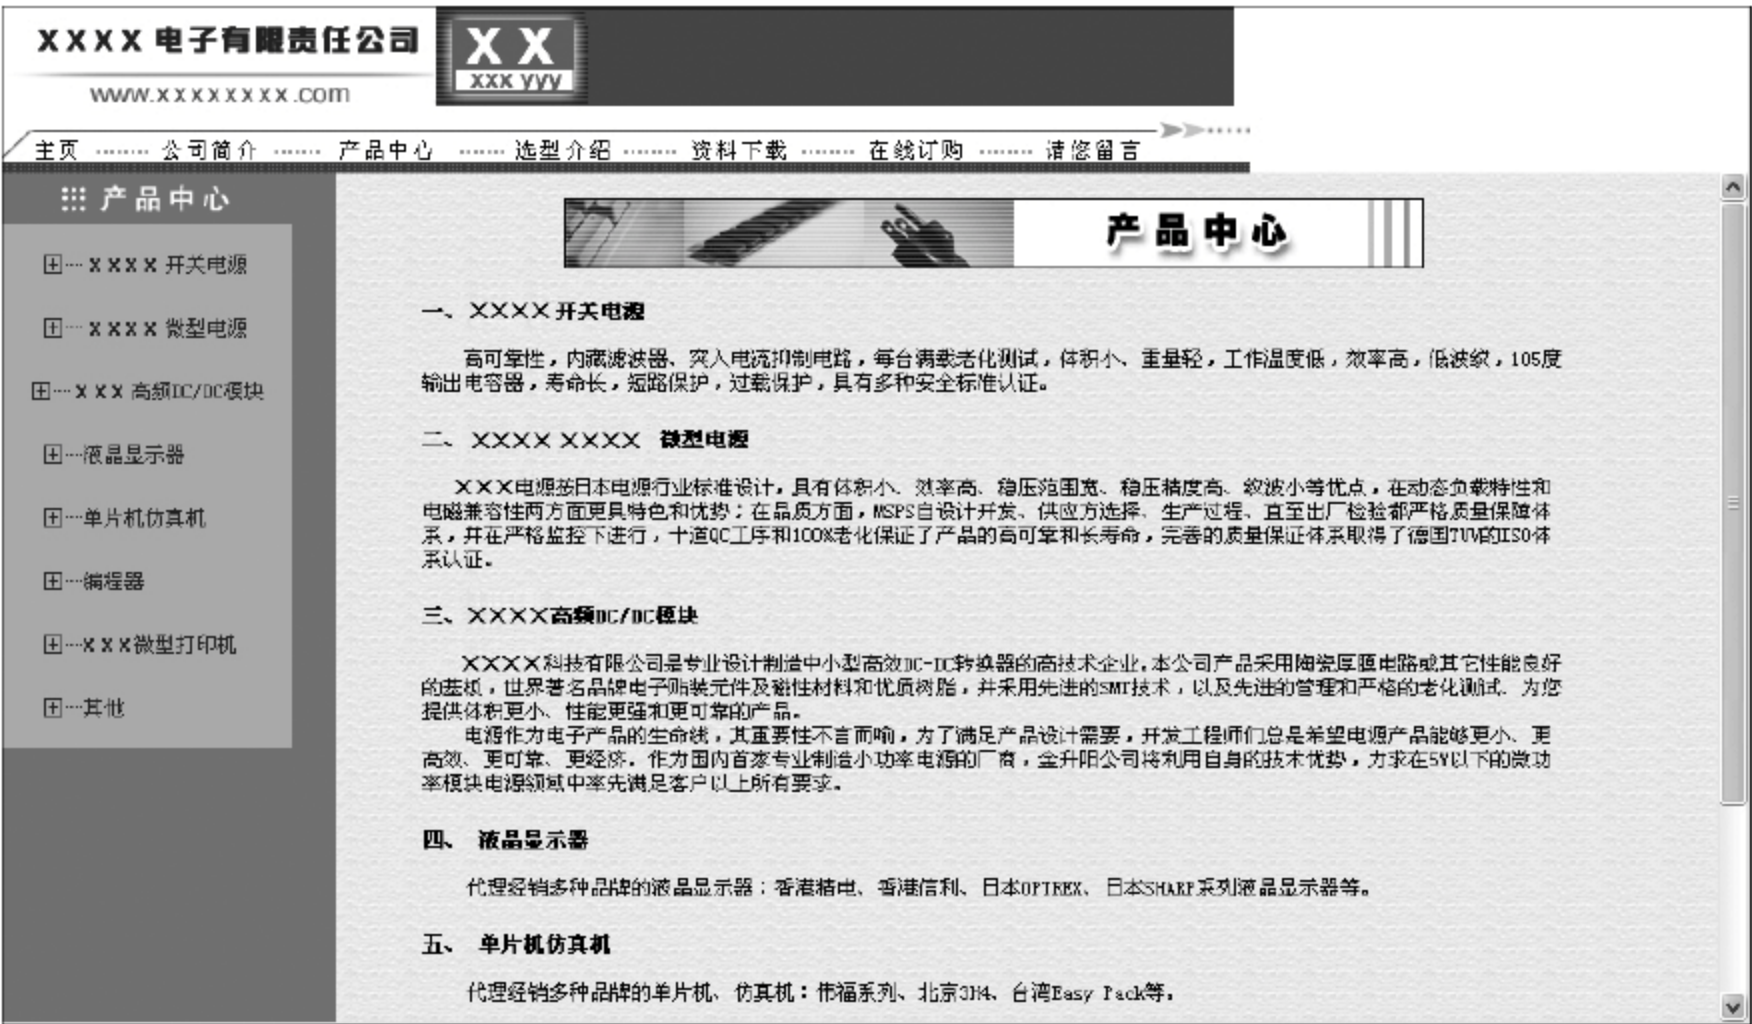 XXXX 电子有限责任公司
www.xxxxxxxx.com
X X
xxx yyy
主页 ········ 公司简介 ········ 产品中心 ········ 选型介绍 ········ 资料下载 ········ 在线订购 ········ 请您留言
产品中心
XXXX 开关电源
XXXX 微型电源
XXX 高频DC/DC模块
液晶显示器
单片机仿真机
编程器
XXX微型打印机
其他
产品中心
一、XXXX开关电源
高可靠性，内藏滤波器、突入电流抑制电路，每台满载老化测试，体积小、重量轻，工作温度低，效率高，低波纹，105度
输出电容器，寿命长，短路保护，过载保护，具有多种安全标准认证。
二、 XXXX XXXX 微型电源
XXX电源按日本电源行业标准设计，具有体积小、效率高、稳压范围宽、稳压精度高、纹波小等优点，在动态负载特性和
电磁兼容性两方面更具特色和优势；在品质方面，MSPS自设计开发、供应方选择、生产过程、直至出厂检验都严格质量保障体
系，并在严格监控下进行，十道QC工序和100%老化保证了产品的高可靠和长寿命，完善的质量保证体系取得了德国TUV的ISO体
系认证。
三、XXXX高频DC/DC模块
XXXX科技有限公司是专业设计制造中小型高效DC-DC转换器的高技术企业。本公司产品采用陶瓷厚膜电路或其它性能良好
的基板，世界著名品牌电子贴装元件及磁性材料和优质树脂，并采用先进的SMT技术，以及先进的管理和严格的老化测试、为您
提供体积更小、性能更强和更可靠的产品。
电源作为电子产品的生命线，其重要性不言而喻，为了满足产品设计需要，开发工程师们总是希望电源产品能够更小、更
高效、更可靠、更经济。作为国内首家专业制造小功率电源的厂商，金升阳公司将利用自身的技术优势，力求在5Y以下的微功
率模块电源领域中率先满足客户以上所有要求。
四、 液晶显示器
代理经销多种品牌的液晶显示器：香港精电、香港信利、日本OPTREX、日本SHARP系列液晶显示器等。
五、 单片机仿真机
代理经销多种品牌的单片机、仿真机：伟福系列、北京3H4、台湾Easy Pack等。